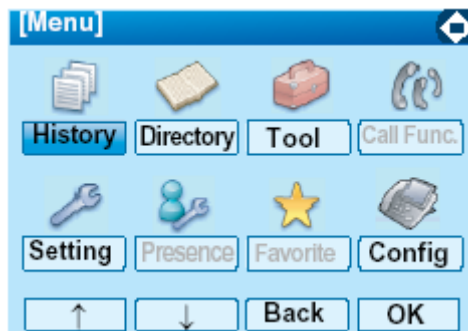 [Menu]
History Directory Tool Call Func.
Setting Presence Favorite Config
↑ ↓ Back OK